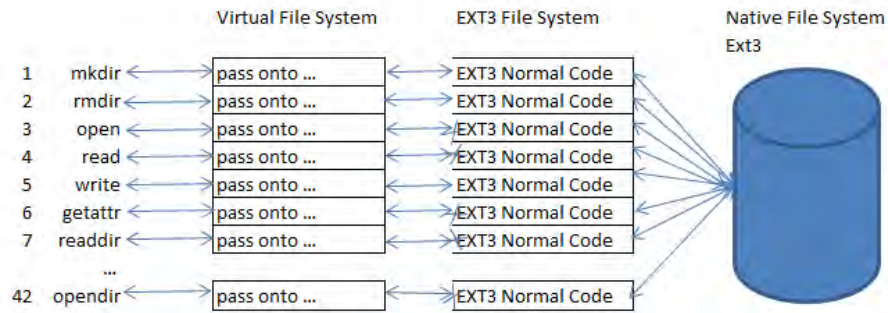 Virtual File System EXT3 File System Native File System
Ext3
1 mkdir pass onto ... EXT3 Normal Code
2 rmdir pass onto ... EXT3 Normal Code
3 open pass onto ... EXT3 Normal Code
4 read pass onto ... EXT3 Normal Code
5 write pass onto ... EXT3 Normal Code
6 getattr pass onto ... EXT3 Normal Code
7 readdir pass onto ... EXT3 Normal Code
...
42 opendir pass onto ... EXT3 Normal Code